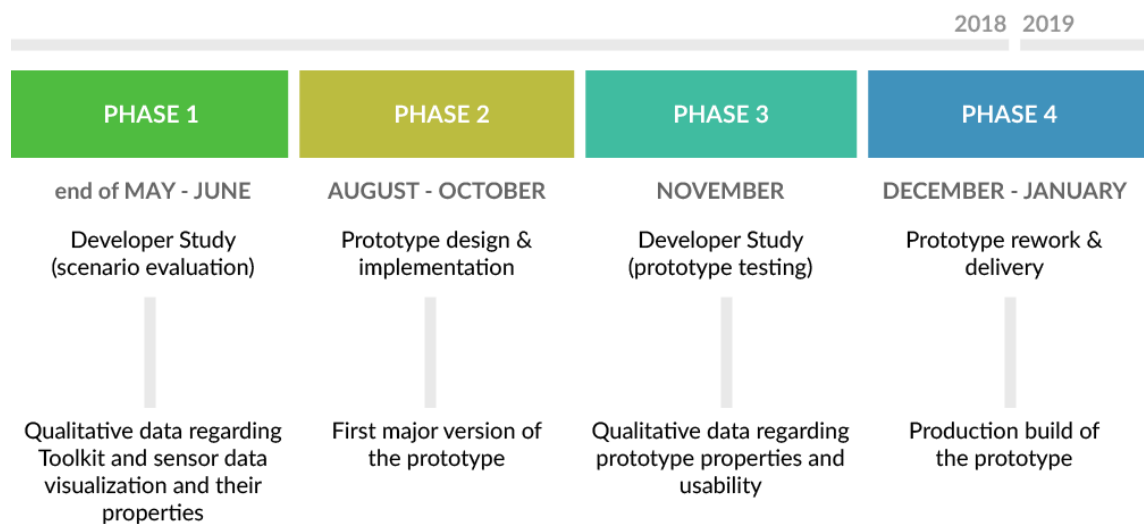 2018 2019
PHASE 1
PHASE 2
PHASE 3
PHASE 4
end of MAY - JUNE
AUGUST - OCTOBER
NOVEMBER
DECEMBER - JANUARY
Developer Study
(scenario evaluation)
Prototype design &
implementation
Developer Study
(prototype testing)
Prototype rework &
delivery
Qualitative data regarding
Toolkit and sensor data
visualization and their
properties
First major version of
the prototype
Qualitative data regarding
prototype properties and
usability
Production build of
the prototype